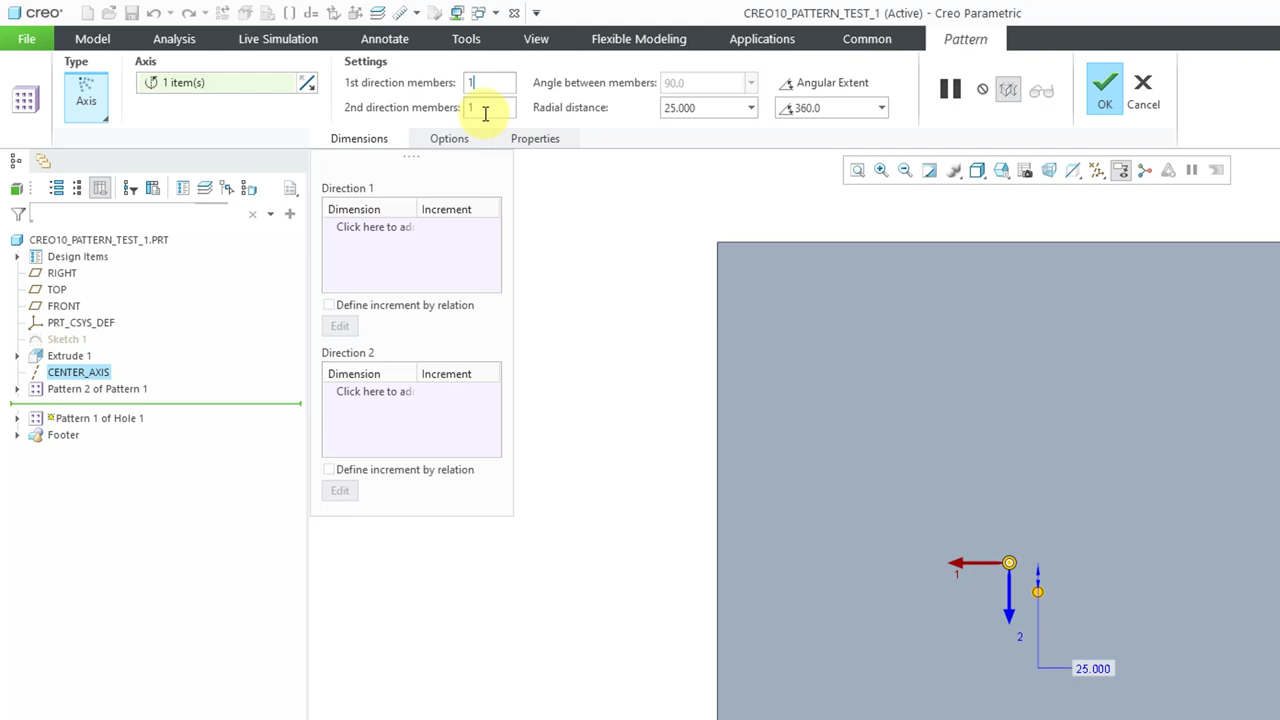 creo
CREO10_PATTERN_TEST_1 (Active) - Creo Parametric
File Model Analysis Live Simulation Annotate Tools View Flexible Modeling Applications Common Pattern
Type Axis Settings
1 item(s) 1st direction members: 1 Angle between members: 90.0 Angular Extent
Axis 2nd direction members: 1 Radial distance: 25.000 360.0 OK Cancel
Dimensions Options Properties
Direction 1
Dimension Increment
Click here to ad
Define increment by relation
Edit
Direction 2
Dimension Increment
Click here to ad
Define increment by relation
Edit
CREO10_PATTERN_TEST_1.PRT
Design Items
RIGHT
TOP
FRONT
PRT_CSYS_DEF
Sketch 1
Extrude 1
CENTER_AXIS
Pattern 2 of Pattern 1
Pattern 1 of Hole 1
Footer
1
2
25.000